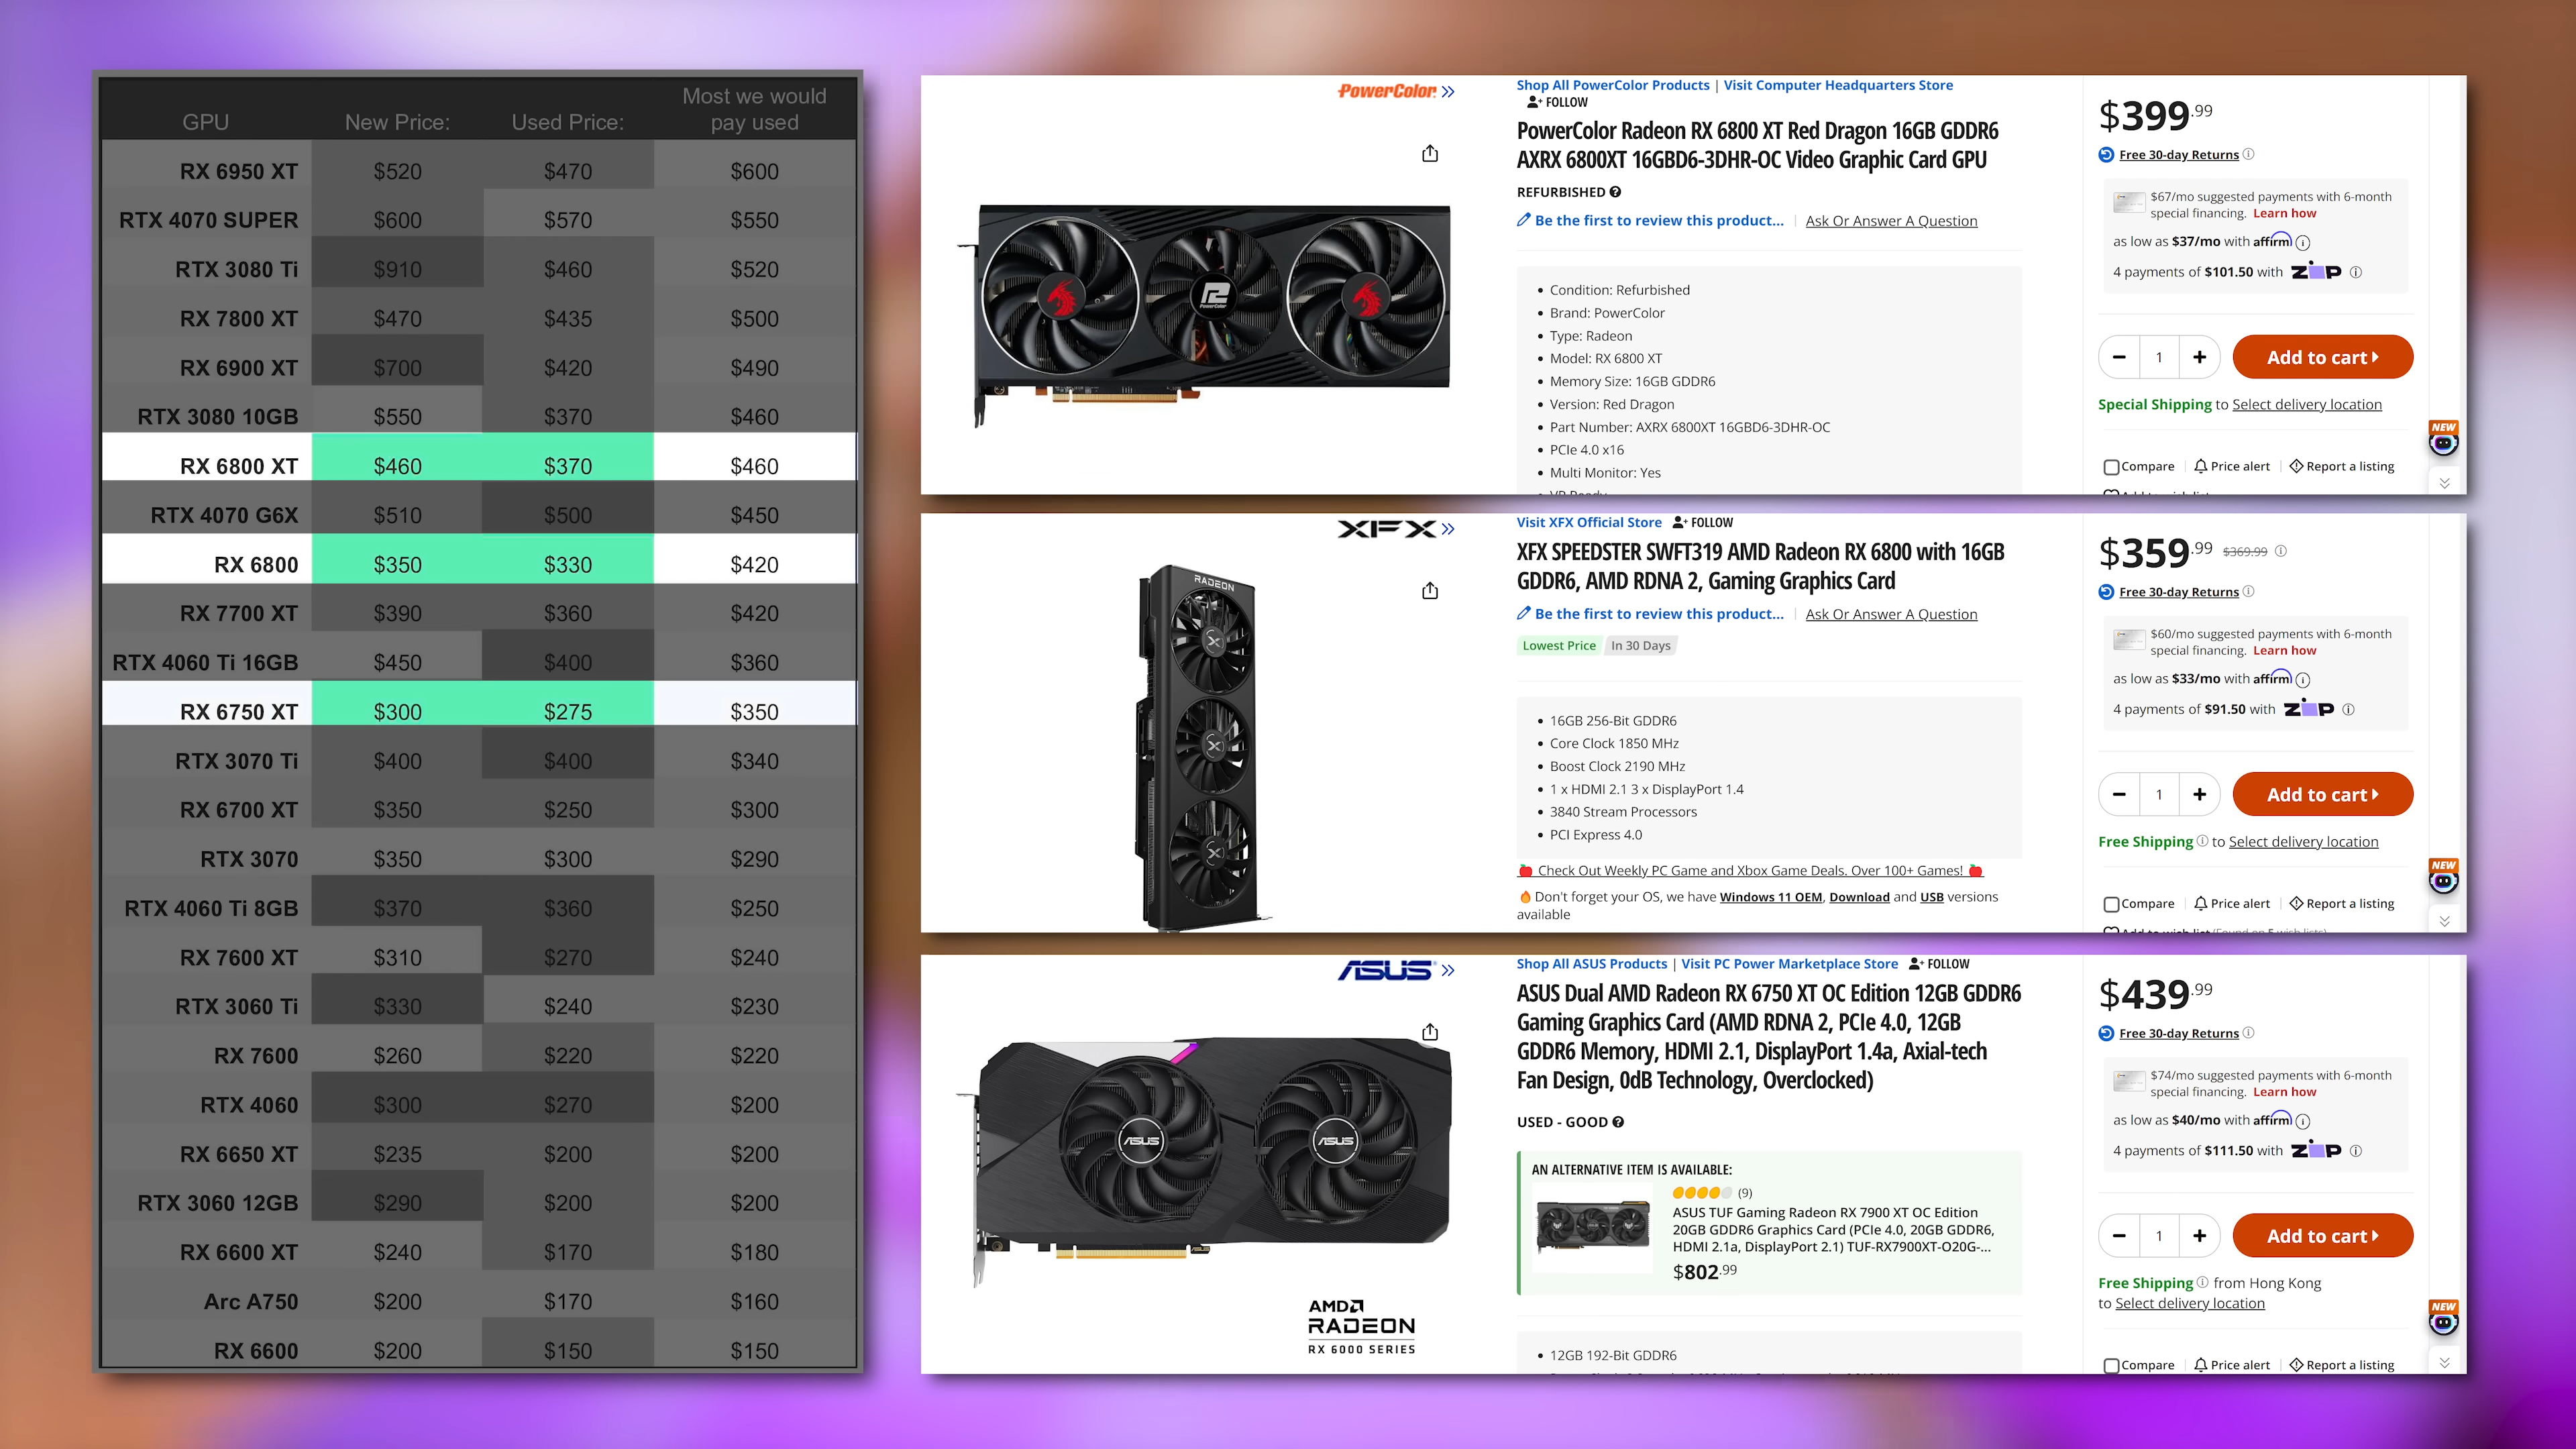 GPU New Price: Used Price: Most we would pay used
RX 6950 XT $520 $470 $600
RTX 4070 SUPER $600 $570 $550
RTX 3080 Ti $910 $460 $520
RX 7800 XT $470 $435 $500
RX 6900 XT $700 $420 $490
RTX 3080 10GB $550 $370 $460
RX 6800 XT $460 $370 $460
RTX 4070 G6X $510 $500 $450
RX 6800 $350 $330 $420
RX 7700 XT $390 $360 $420
RTX 4060 Ti 16GB $450 $400 $360
RX 6750 XT $300 $275 $350
RTX 3070 Ti $400 $400 $340
RX 6700 XT $350 $250 $300
RTX 3070 $350 $300 $290
RTX 4060 Ti 8GB $370 $360 $250
RX 7600 XT $310 $270 $240
RTX 3060 Ti $330 $240 $230
RX 7600 $260 $220 $220
RTX 4060 $300 $270 $200
RX 6650 XT $235 $200 $200
RTX 3060 12GB $290 $200 $200
RX 6600 XT $240 $170 $180
Arc A750 $200 $170 $160
RX 6600 $200 $150 $150
PowerColor
Shop All PowerColor Products | Visit Computer Headquarters Store
FOLLOW
PowerColor Radeon RX 6800 XT Red Dragon 16GB GDDR6
AXRX 6800XT 16GBD6-3DHR-OC Video Graphic Card GPU
REFURBISHED
Be the first to review this product... | Ask Or Answer A Question
• Condition: Refurbished
• Brand: PowerColor
• Type: Radeon
• Model: RX 6800 XT
• Memory Size: 16GB GDDR6
• Version: Red Dragon
• Part Number: AXRX 6800XT 16GBD6-3DHR-OC
• PCIe 4.0 x16
• Multi Monitor: Yes
$399.99
Free 30-day Returns
$67/mo suggested payments with 6-month
special financing. Learn how
as low as $37/mo with affirm
4 payments of $101.50 with ZIP
− 1 + Add to cart
Special Shipping to Select delivery location
Compare Price alert Report a listing
NEW
XFX
RADEON
Visit XFX Official Store FOLLOW
XFX SPEEDSTER SWFT319 AMD Radeon RX 6800 with 16GB
GDDR6, AMD RDNA 2, Gaming Graphics Card
Be the first to review this product... | Ask Or Answer A Question
Lowest Price In 30 Days
• 16GB 256-Bit GDDR6
• Core Clock 1850 MHz
• Boost Clock 2190 MHz
• 1 x HDMI 2.1 3 x DisplayPort 1.4
• 3840 Stream Processors
• PCI Express 4.0
Check Out Weekly PC Game and Xbox Game Deals. Over 100+ Games!
Don't forget your OS, we have Windows 11 OEM, Download and USB versions
available
$359.99 $369.99
Free 30-day Returns
$60/mo suggested payments with 6-month
special financing. Learn how
as low as $33/mo with affirm
4 payments of $91.50 with ZIP
− 1 + Add to cart
Free Shipping to Select delivery location
Compare Price alert Report a listing
NEW
ASUS
ASUS ASUS
AMD
RADEON
RX 6000 SERIES
Shop All ASUS Products | Visit PC Power Marketplace Store FOLLOW
ASUS Dual AMD Radeon RX 6750 XT OC Edition 12GB GDDR6
Gaming Graphics Card (AMD RDNA 2, PCIe 4.0, 12GB
GDDR6 Memory, HDMI 2.1, DisplayPort 1.4a, Axial-tech
Fan Design, 0dB Technology, Overclocked)
USED - GOOD
AN ALTERNATIVE ITEM IS AVAILABLE:
(9)
ASUS TUF Gaming Radeon RX 7900 XT OC Edition
20GB GDDR6 Graphics Card (PCIe 4.0, 20GB GDDR6,
HDMI 2.1a, DisplayPort 2.1) TUF-RX7900XT-O20G-...
$802.99
• 12GB 192-Bit GDDR6
$439.99
Free 30-day Returns
$74/mo suggested payments with 6-month
special financing. Learn how
as low as $40/mo with affirm
4 payments of $111.50 with ZIP
− 1 + Add to cart
Free Shipping from Hong Kong
to Select delivery location
Compare Price alert Report a listing
NEW